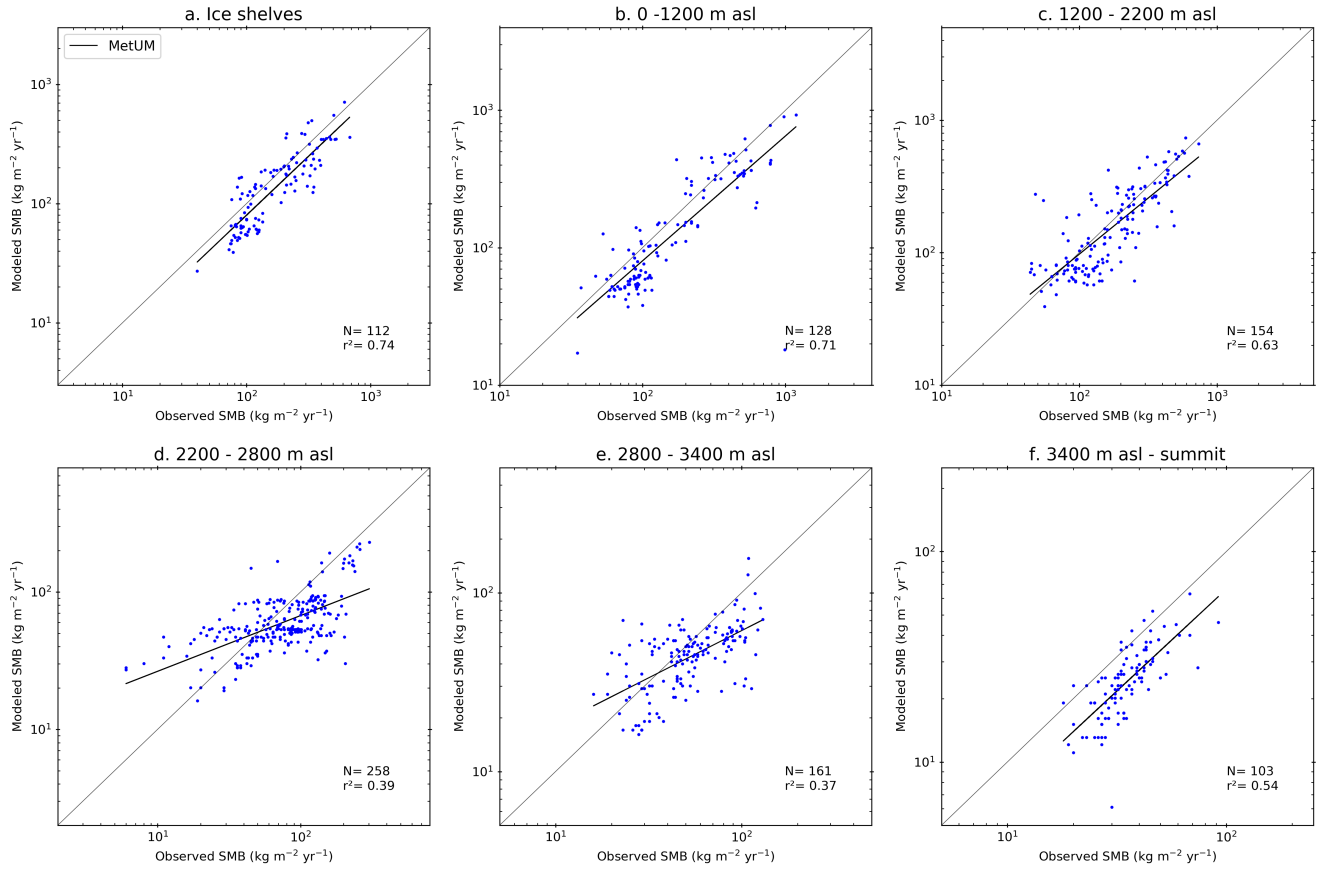 a. Ice shelves
MetUM
10³
10²
10¹
Modeled SMB (kg m⁻² yr⁻¹)
N= 112
r²= 0.74
10¹ 10² 10³
Observed SMB (kg m⁻² yr⁻¹)
b. 0 -1200 m asl
10³
10²
10¹
Modeled SMB (kg m⁻² yr⁻¹)
N= 128
r²= 0.71
10¹ 10² 10³
Observed SMB (kg m⁻² yr⁻¹)
c. 1200 - 2200 m asl
10³
10²
10¹
Modeled SMB (kg m⁻² yr⁻¹)
N= 154
r²= 0.63
10¹ 10² 10³
Observed SMB (kg m⁻² yr⁻¹)
d. 2200 - 2800 m asl
10²
10¹
Modeled SMB (kg m⁻² yr⁻¹)
N= 258
r²= 0.39
10¹ 10²
Observed SMB (kg m⁻² yr⁻¹)
e. 2800 - 3400 m asl
10²
10¹
Modeled SMB (kg m⁻² yr⁻¹)
N= 161
r²= 0.37
10¹ 10²
Observed SMB (kg m⁻² yr⁻¹)
f. 3400 m asl - summit
10²
10¹
Modeled SMB (kg m⁻² yr⁻¹)
N= 103
r²= 0.54
10¹ 10²
Observed SMB (kg m⁻² yr⁻¹)